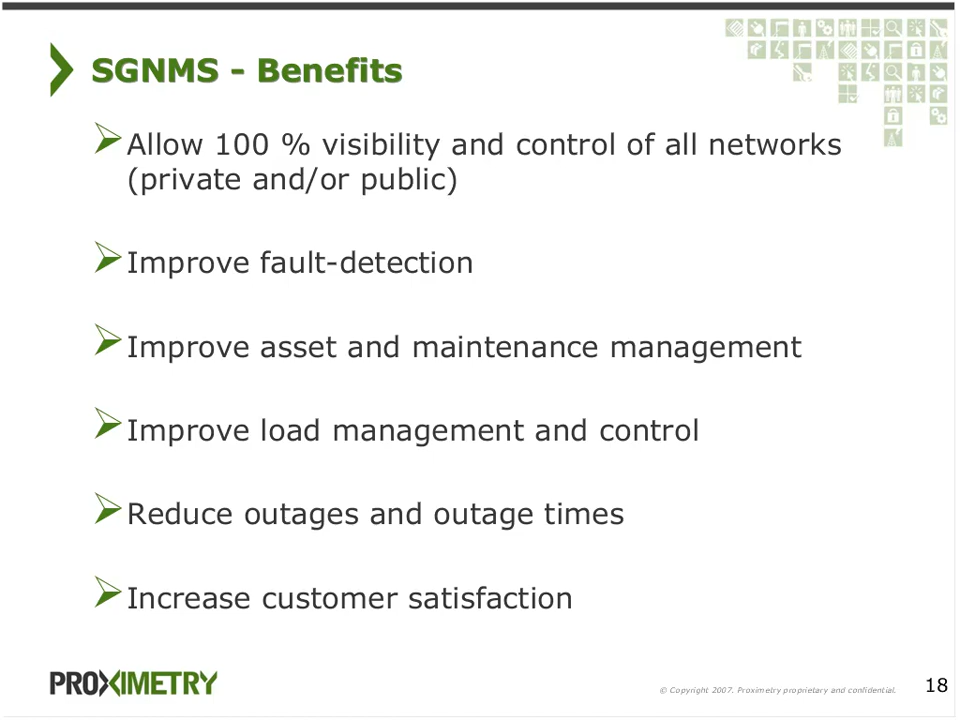 SGNMS - Benefits
Allow 100 % visibility and control of all networks
(private and/or public)
Improve fault-detection
Improve asset and maintenance management
Improve load management and control
Reduce outages and outage times
Increase customer satisfaction
PROXIMETRY
© Copyright 2007. Proximetry proprietary and confidential.
18